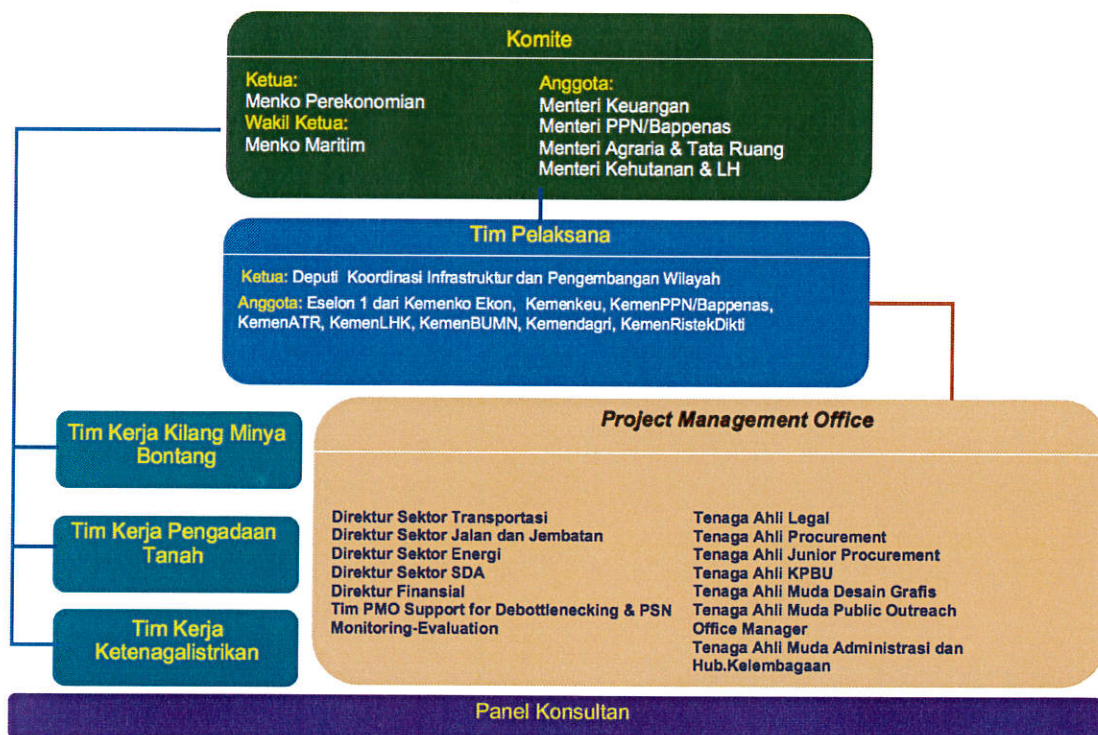 Komite
Ketua:
Menko Perekonomian
Wakil Ketua:
Menko Maritim
Anggota:
Menteri Keuangan
Menteri PPN/Bappenas
Menteri Agraria & Tata Ruang
Menteri Kehutanan & LH
Tim Pelaksana
Ketua: Deputi Koordinasi Infrastruktur dan Pengembangan Wilayah
Anggota: Eselon 1 dari Kemenko Ekon, Kemenkeu, KemenPPN/Bappenas,
KemenATR, KemenLHK, KemenBUMN, Kemendagri, KemenRistekDikti
Tim Kerja Kilang Minya
Bontang
Tim Kerja Pengadaan
Tanah
Tim Kerja
Ketenagalistrikan
Project Management Office
Direktur Sektor Transportasi
Direktur Sektor Jalan dan Jembatan
Direktur Sektor Energi
Direktur Sektor SDA
Direktur Finansial
Tim PMO Support for Debottlenecking & PSN
Monitoring-Evaluation
Tenaga Ahli Legal
Tenaga Ahli Procurement
Tenaga Ahli Junior Procurement
Tenaga Ahli KPBU
Tenaga Ahli Muda Desain Grafis
Tenaga Ahli Muda Public Outreach
Office Manager
Tenaga Ahli Muda Administrasi dan
Hub.Kelembagaan
Panel Konsultan